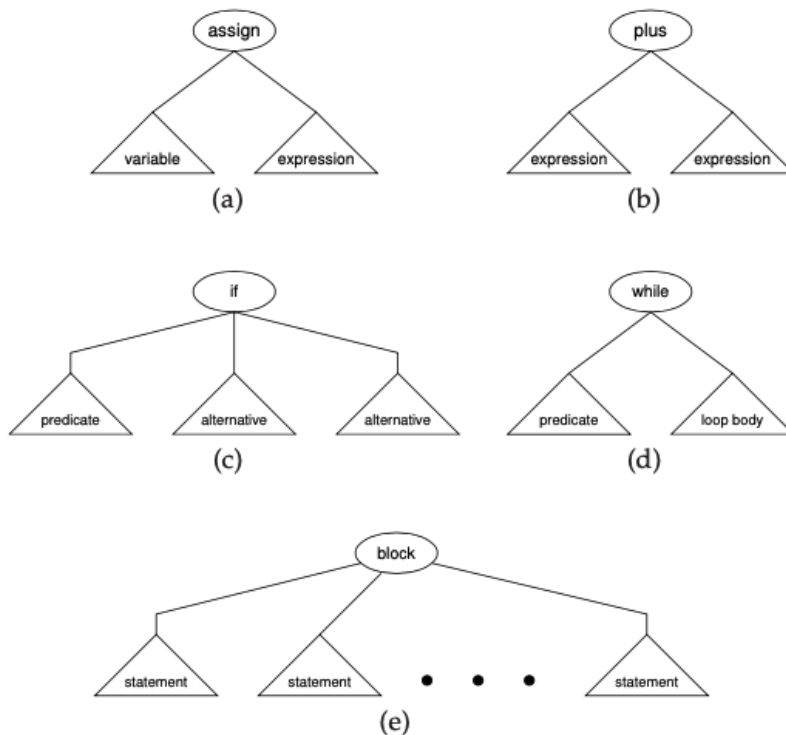 assign
plus
variable
expression
expression
expression
(a)
(b)
if
while
predicate
alternative
alternative
predicate
loop body
(c)
(d)
block
statement
statement
statement
(e)